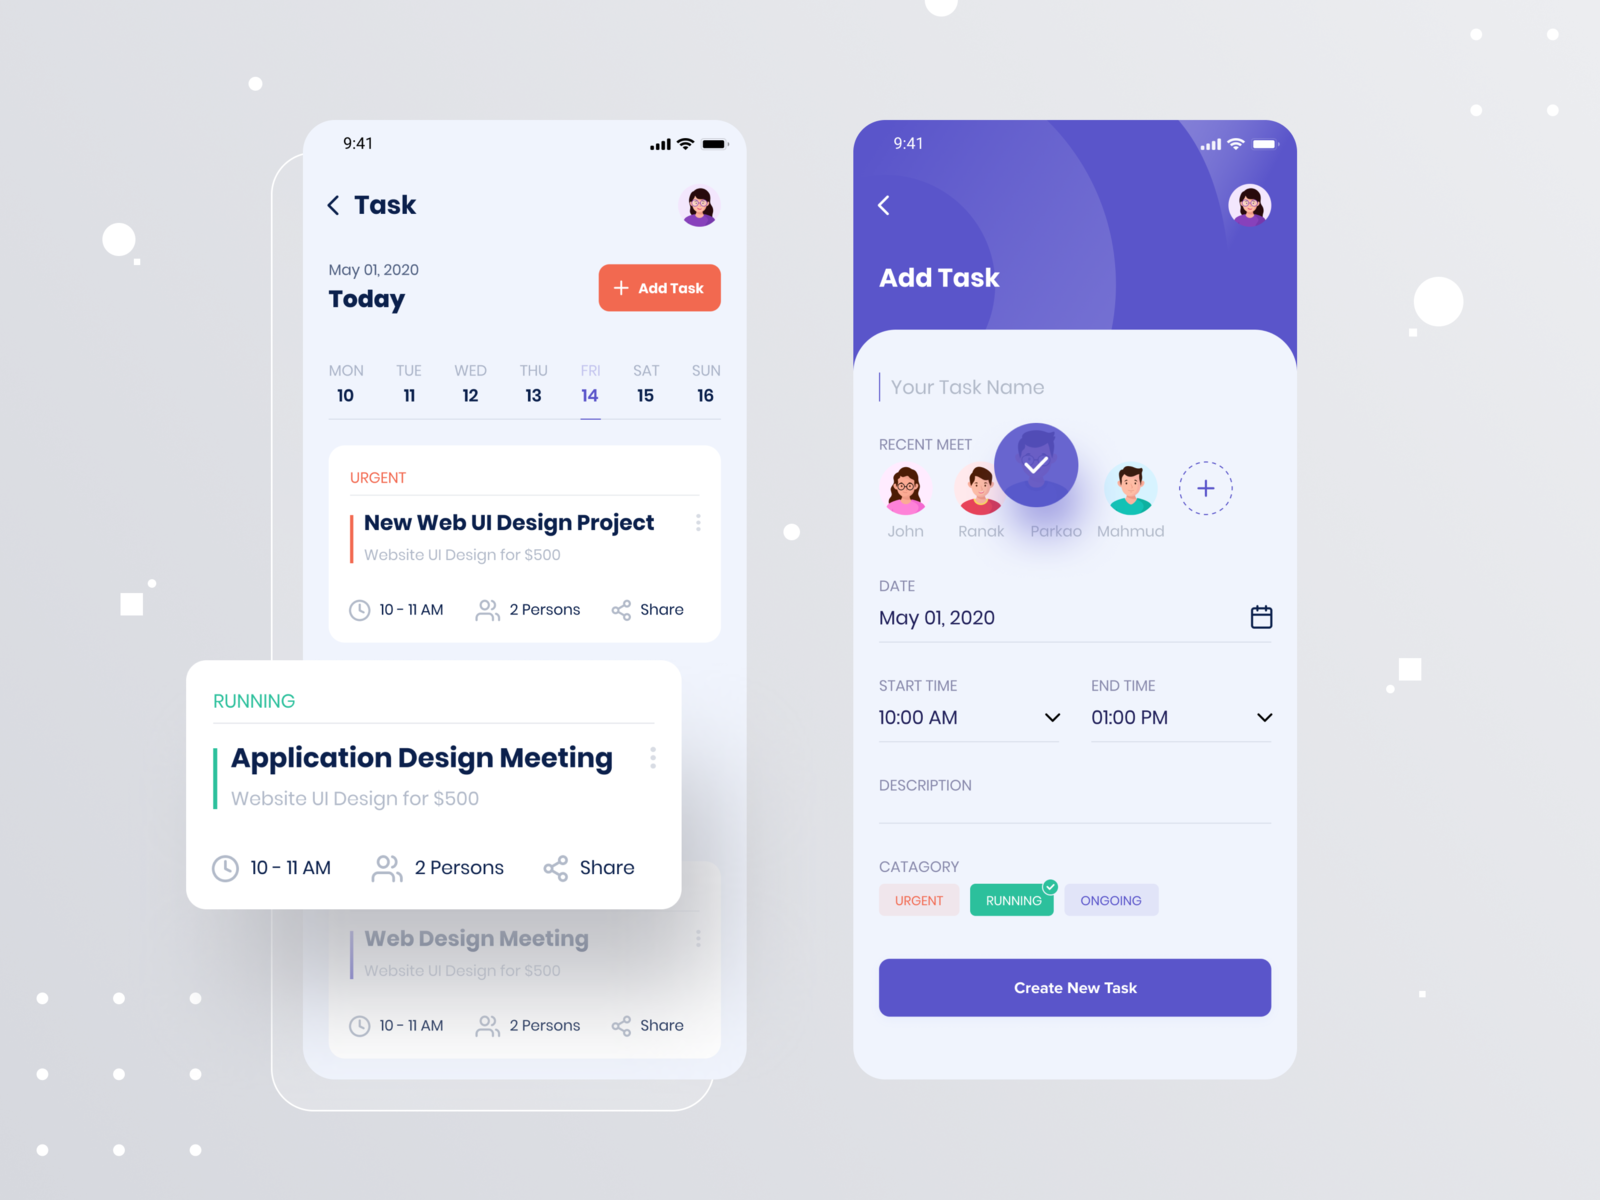 9:41
Task
May 01, 2020
Today
Add Task
MON TUE WED THU FRI SAT SUN
10 11 12 13 14 15 16
URGENT
New Web UI Design Project
Website UI Design for $500
10 - 11 AM 2 Persons Share
RUNNING
Application Design Meeting
Website UI Design for $500
10 - 11 AM 2 Persons Share
Web Design Meeting
Website UI Design for $500
10 - 11 AM 2 Persons Share
9:41
Add Task
Your Task Name
RECENT MEET
John Ranak Parkao Mahmud
DATE
May 01, 2020
START TIME END TIME
10:00 AM 01:00 PM
DESCRIPTION
CATAGORY
URGENT RUNNING ONGOING
Create New Task